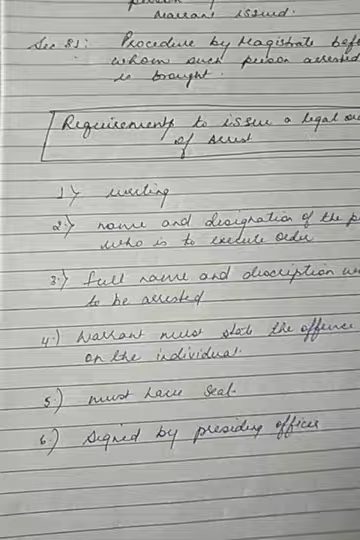 warrant issued.
Sec 81: Procedure by Magistrate bef
whom such person arrested
is brought.
Requirements to issue a legal
of arrest
1) writing
2.) name and designation of the p
who is to execute order
3.) full name and description
to be arrested
4.) warrant must state the offence
on the individual.
5.) must have seal.
6.) signed by presiding officer